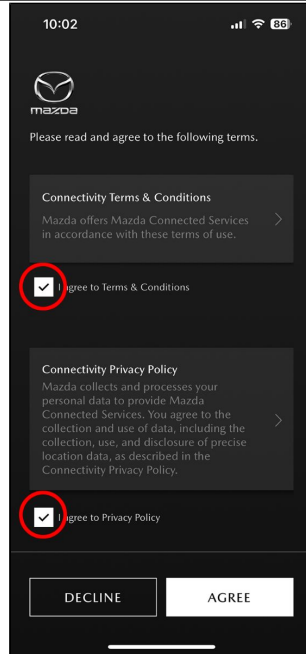 10:02
86
mazda
Please read and agree to the following terms.
Connectivity Terms & Conditions
Mazda offers Mazda Connected Services
in accordance with these terms of use.
I agree to Terms & Conditions
Connectivity Privacy Policy
Mazda collects and processes your
personal data to provide Mazda
Connected Services. You agree to the
collection and use of data, including the
collection, use, and disclosure of precise
location data, as described in the
Connectivity Privacy Policy.
I agree to Privacy Policy
DECLINE
AGREE